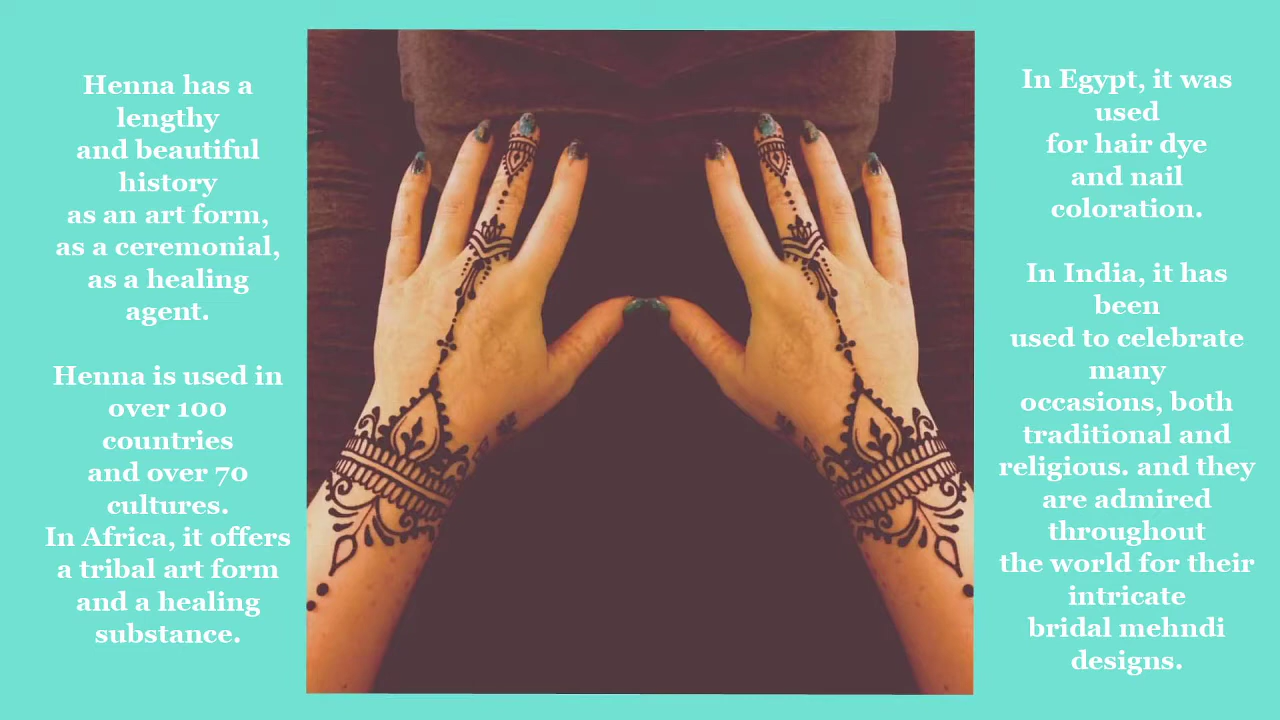 Henna has a
lengthy
and beautiful
history
as an art form,
as a ceremonial,
as a healing
agent.
Henna is used in
over 100
countries
and over 70
cultures.
In Africa, it offers
a tribal art form
and a healing
substance.
In Egypt, it was
used
for hair dye
and nail
coloration.
In India, it has
been
used to celebrate
many
occasions, both
traditional and
religious. and they
are admired
throughout
the world for their
intricate
bridal mehndi
designs.